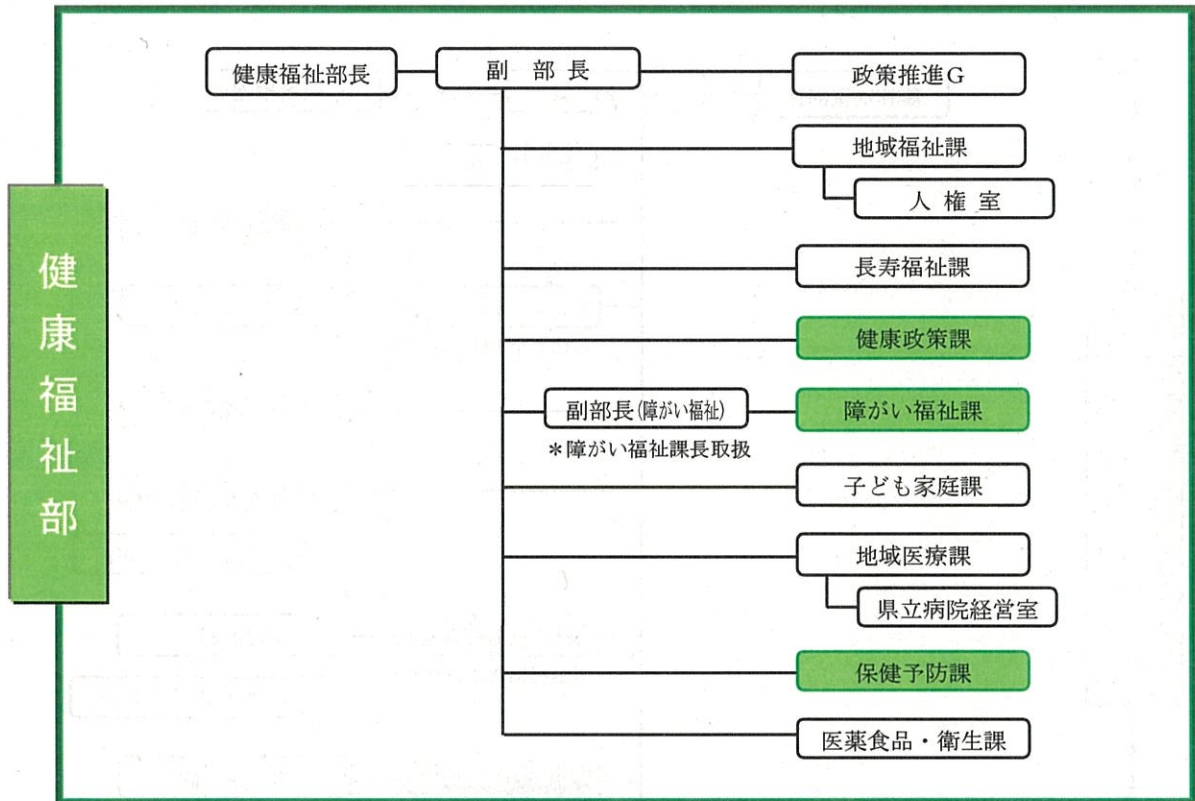 健康福祉部
健康福祉部長
副部長
政策推進G
地域福祉課
人権室
長寿福祉課
健康政策課
副部長(障がい福祉)
障がい福祉課
*障がい福祉課長取扱
子ども家庭課
地域医療課
県立病院経営室
保健予防課
医薬食品・衛生課